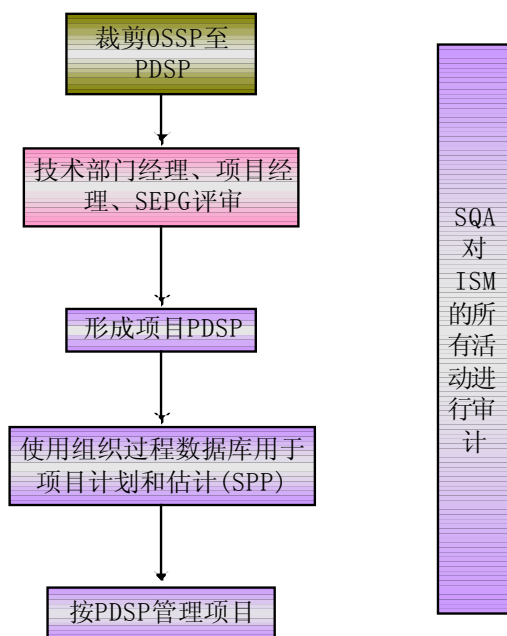 裁剪OSSP至
PDSP
技术部门经理、项目经
理、SEPG评审
形成项目PDSP
使用组织过程数据库用于
项目计划和估计(SPP)
按PDSP管理项目
SQA
对
ISM
的所
有活
动进
行审
计